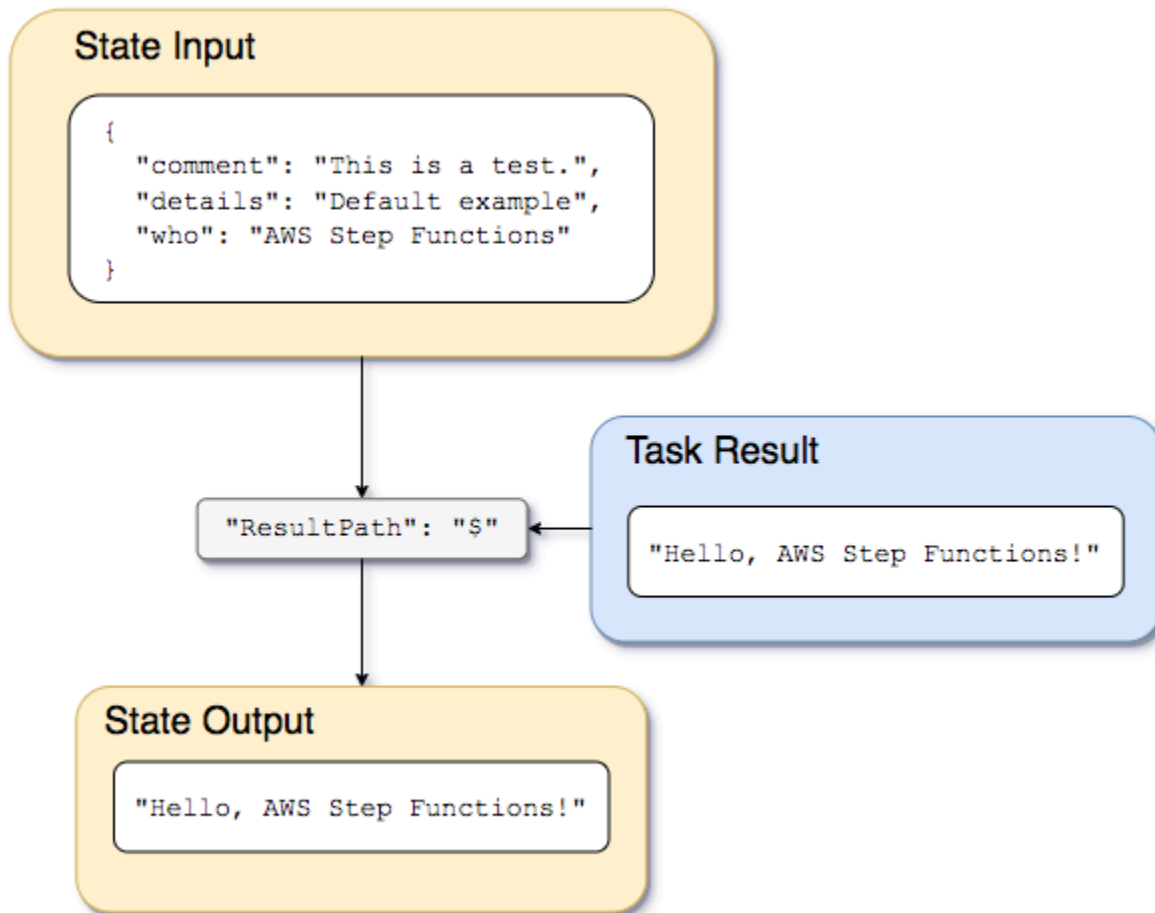 State Input
{
  "comment": "This is a test.",
  "details": "Default example",
  "who": "AWS Step Functions"
}
Task Result
"ResultPath": "$"
"Hello, AWS Step Functions!"
State Output
"Hello, AWS Step Functions!"